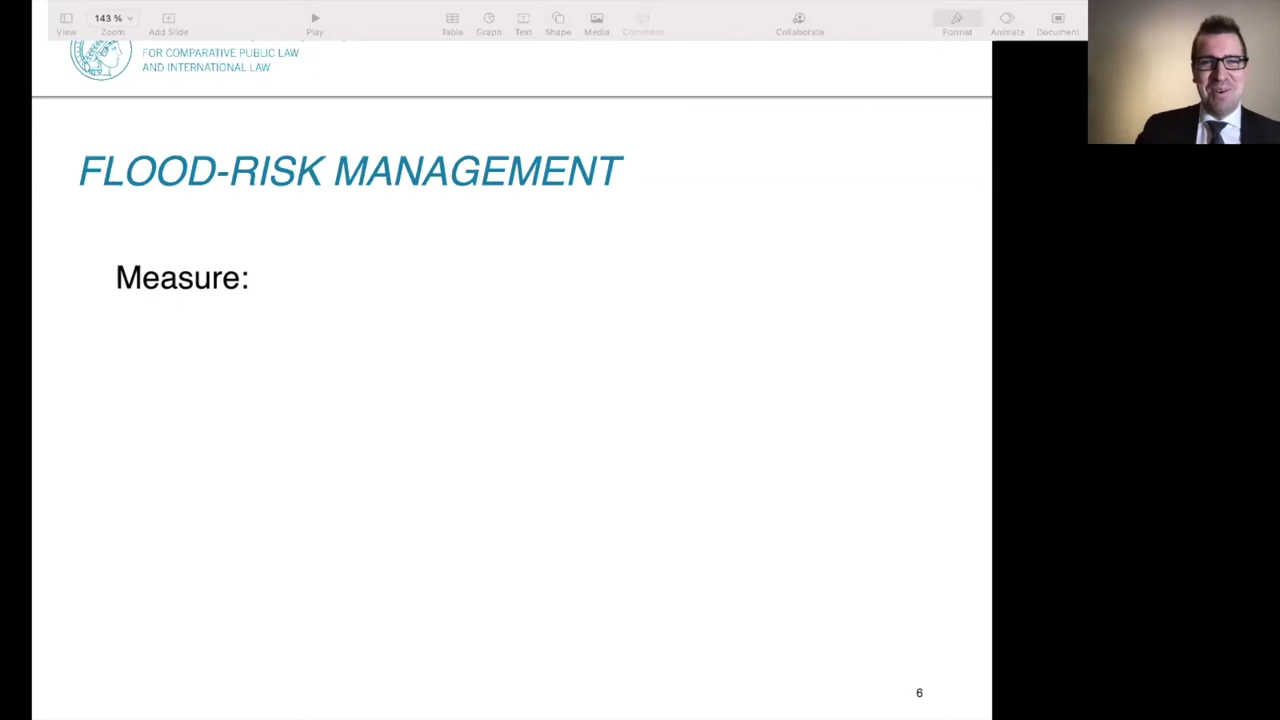 143 %
View
Zoom
Add Slide
Play
Table
Graph
Text
Shape
Media
Comment
Collaborate
Format
Animate
Document
FOR COMPARATIVE PUBLIC LAW
AND INTERNATIONAL LAW
FLOOD-RISK MANAGEMENT
Measure:
6